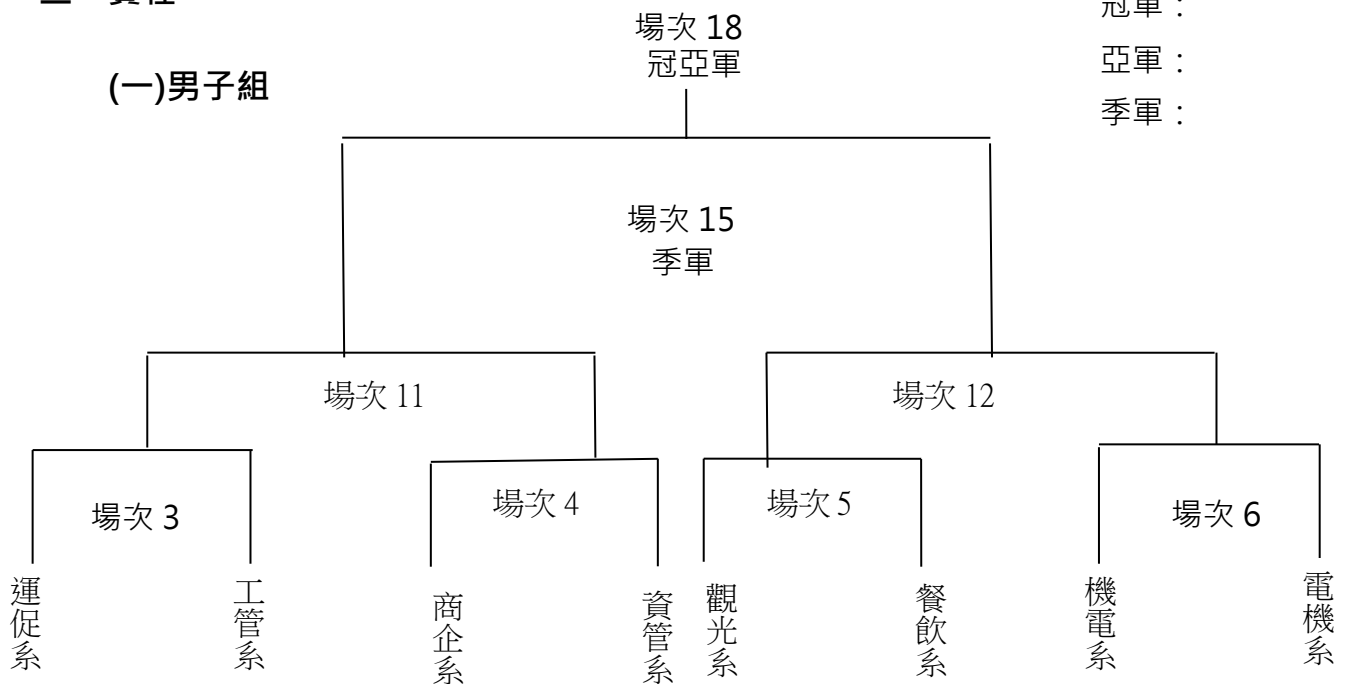 冠軍：
場次 18
冠亞軍
亞軍：
(一)男子組
季軍：
場次 15
季軍
場次 11
場次 12
場次 3
場次 4
場次 5
場次 6
運促系
工管系
商企系
資管系
觀光系
餐飲系
機電系
電機系